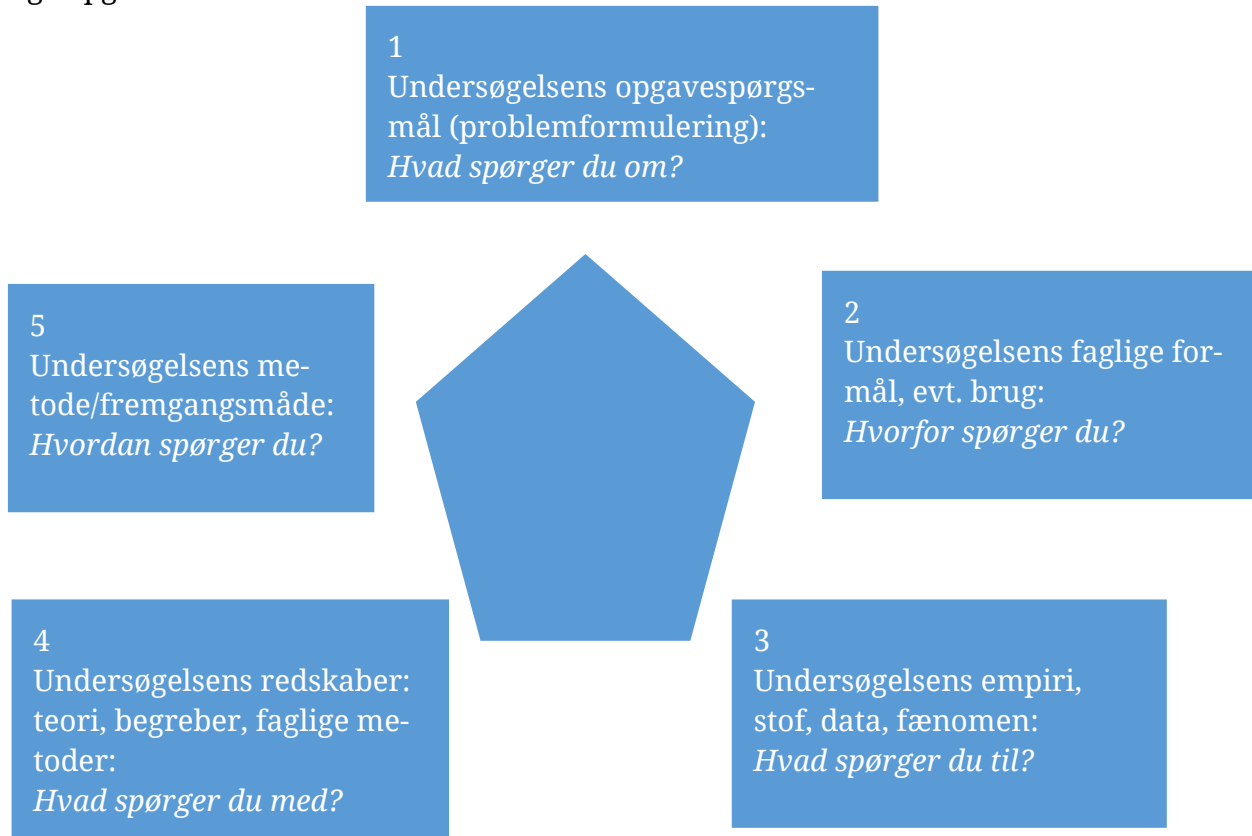 1
Undersøgelsens opgavespørgs-
mål (problemformulering):
Hvad spørger du om?
2
Undersøgelsens faglige for-
mål, evt. brug:
Hvorfor spørger du?
3
Undersøgelsens empiri,
stof, data, fænomen:
Hvad spørger du til?
4
Undersøgelsens redskaber:
teori, begreber, faglige me-
toder:
Hvad spørger du med?
5
Undersøgelsens me-
tode/fremgangsmåde:
Hvordan spørger du?